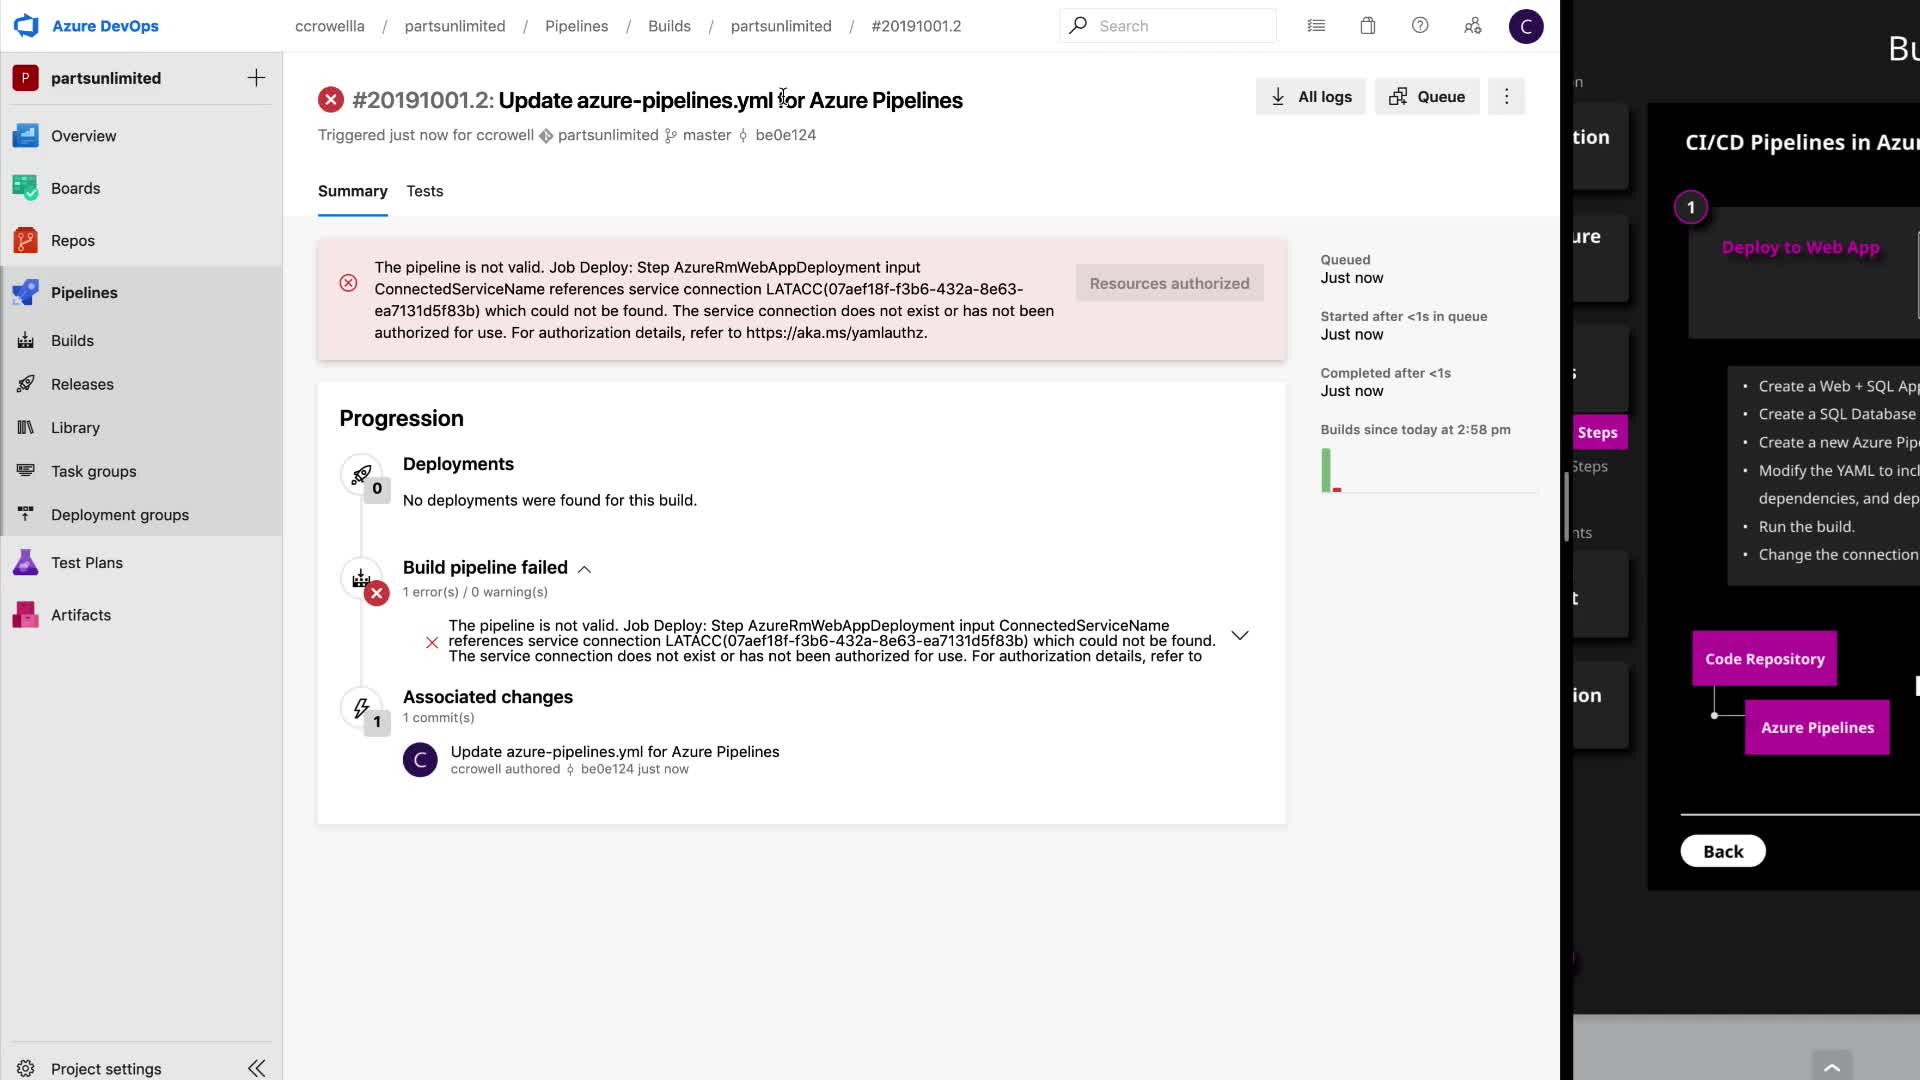 Azure DevOps
ccrowellla / partsunlimited / Pipelines / Builds / partsunlimited / #20191001.2
Search
C
P partsunlimited
Overview
Boards
Repos
Pipelines
Builds
Releases
Library
Task groups
Deployment groups
Test Plans
Artifacts
Project settings
#20191001.2: Update azure-pipelines.yml for Azure Pipelines
Triggered just now for ccrowell partsunlimited master be0e124
All logs
Queue
Summary
Tests
The pipeline is not valid. Job Deploy: Step AzureRmWebAppDeployment input
ConnectedServiceName references service connection LATACC(07aef18f-f3b6-432a-8e63-
ea7131d5f83b) which could not be found. The service connection does not exist or has not been
authorized for use. For authorization details, refer to https://aka.ms/yamlauthz.
Resources authorized
Queued
Just now
Started after <1s in queue
Just now
Completed after <1s
Just now
Builds since today at 2:58 pm
Progression
0
Deployments
No deployments were found for this build.
Build pipeline failed
1 error(s) / 0 warning(s)
The pipeline is not valid. Job Deploy: Step AzureRmWebAppDeployment input ConnectedServiceName
references service connection LATACC(07aef18f-f3b6-432a-8e63-ea7131d5f83b) which could not be found.
The service connection does not exist or has not been authorized for use. For authorization details, refer to
1
Associated changes
1 commit(s)
C
Update azure-pipelines.yml for Azure Pipelines
ccrowell authored be0e124 just now
Bu
n
tion
ure
s
Steps
Steps
nts
t
ion
CI/CD Pipelines in Azur
1
Deploy to Web App
• Create a Web + SQL App
• Create a SQL Database
• Create a new Azure Pip
• Modify the YAML to incl
dependencies, and dep
• Run the build.
• Change the connection
Code Repository
Azure Pipelines
Back